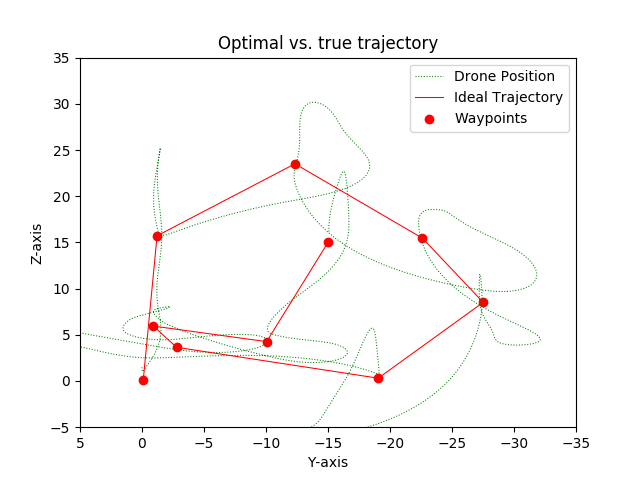 Optimal vs. true trajectory
Drone Position
Ideal Trajectory
Waypoints
35
30
25
20
15
10
5
0
−5
Z-axis
5 0 −5 −10 −15 −20 −25 −30 −35
Y-axis